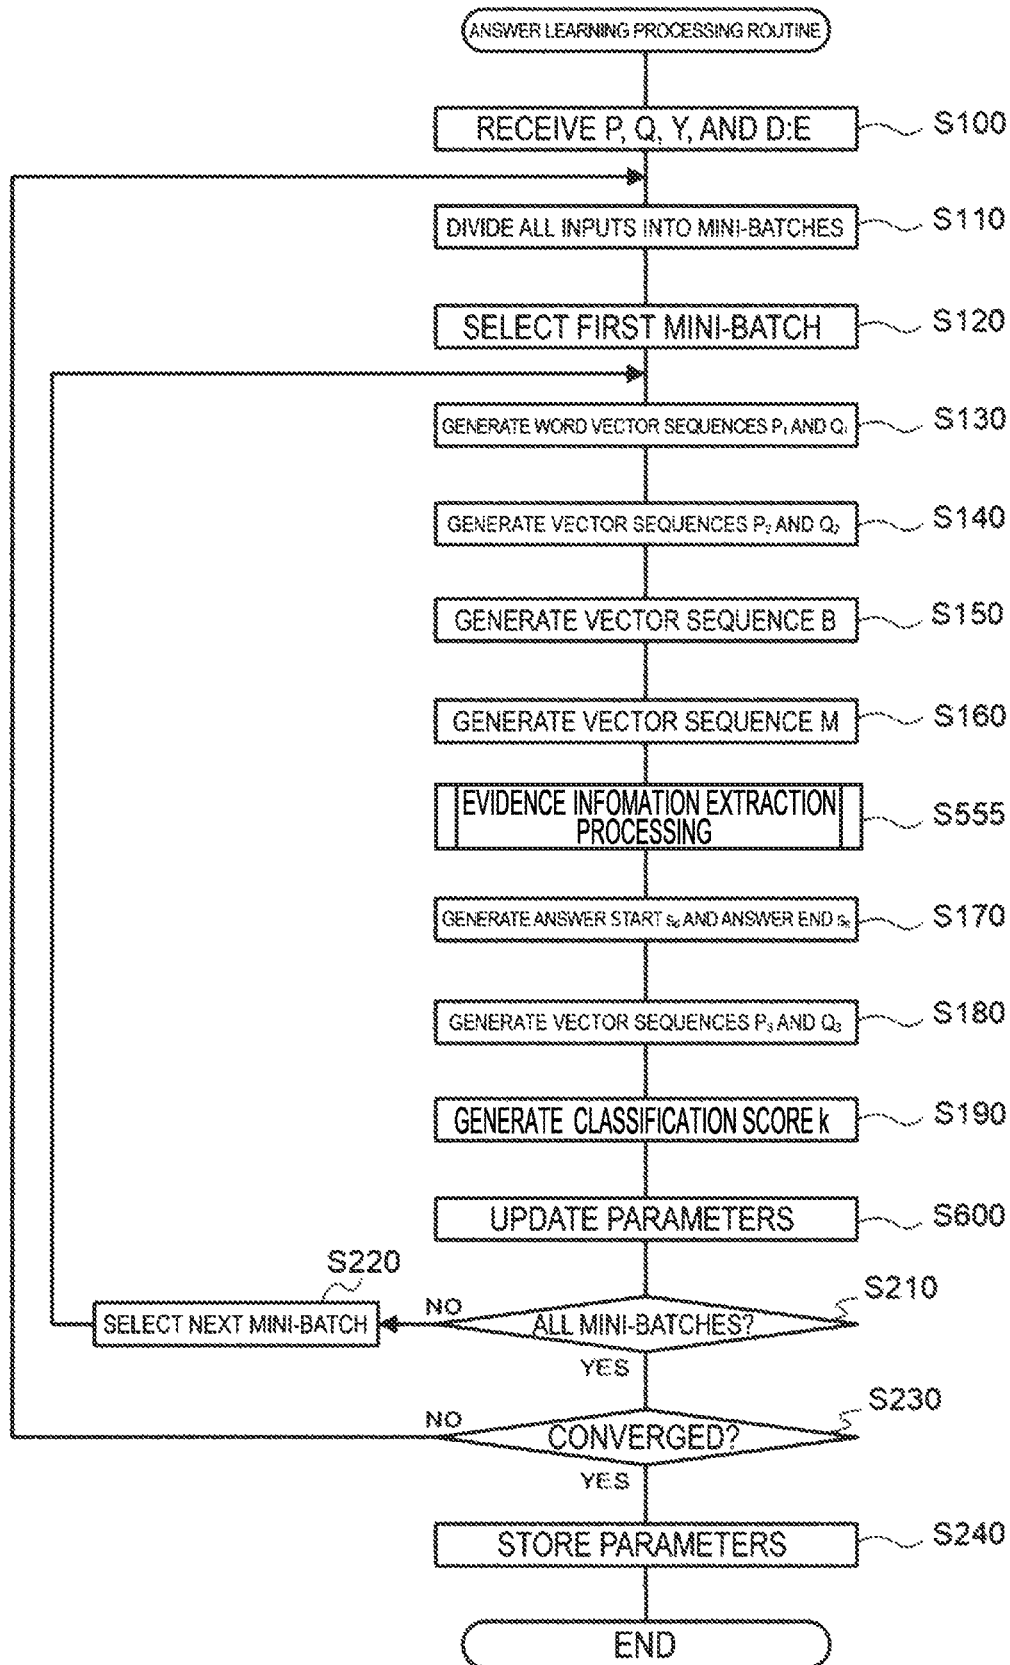 ANSWER LEARNING PROCESSING ROUTINE
RECEIVE P, Q, Y, AND D:E
S100
DIVIDE ALL INPUTS INTO MINI-BATCHES
S110
SELECT FIRST MINI-BATCH
S120
GENERATE WORD VECTOR SEQUENCES P₁ AND Q₁
S130
GENERATE VECTOR SEQUENCES P₂ AND Q₂
S140
GENERATE VECTOR SEQUENCE B
S150
GENERATE VECTOR SEQUENCE M
S160
EVIDENCE INFOMATION EXTRACTION
PROCESSING
S555
GENERATE ANSWER START AND ANSWER END
S170
GENERATE VECTOR SEQUENCES P₃ AND Q₃
S180
GENERATE CLASSIFICATION SCORE k
S190
UPDATE PARAMETERS
S600
S220
SELECT NEXT MINI-BATCH
NO
ALL MINI-BATCHES?
S210
YES
NO
CONVERGED?
S230
YES
STORE PARAMETERS
S240
END